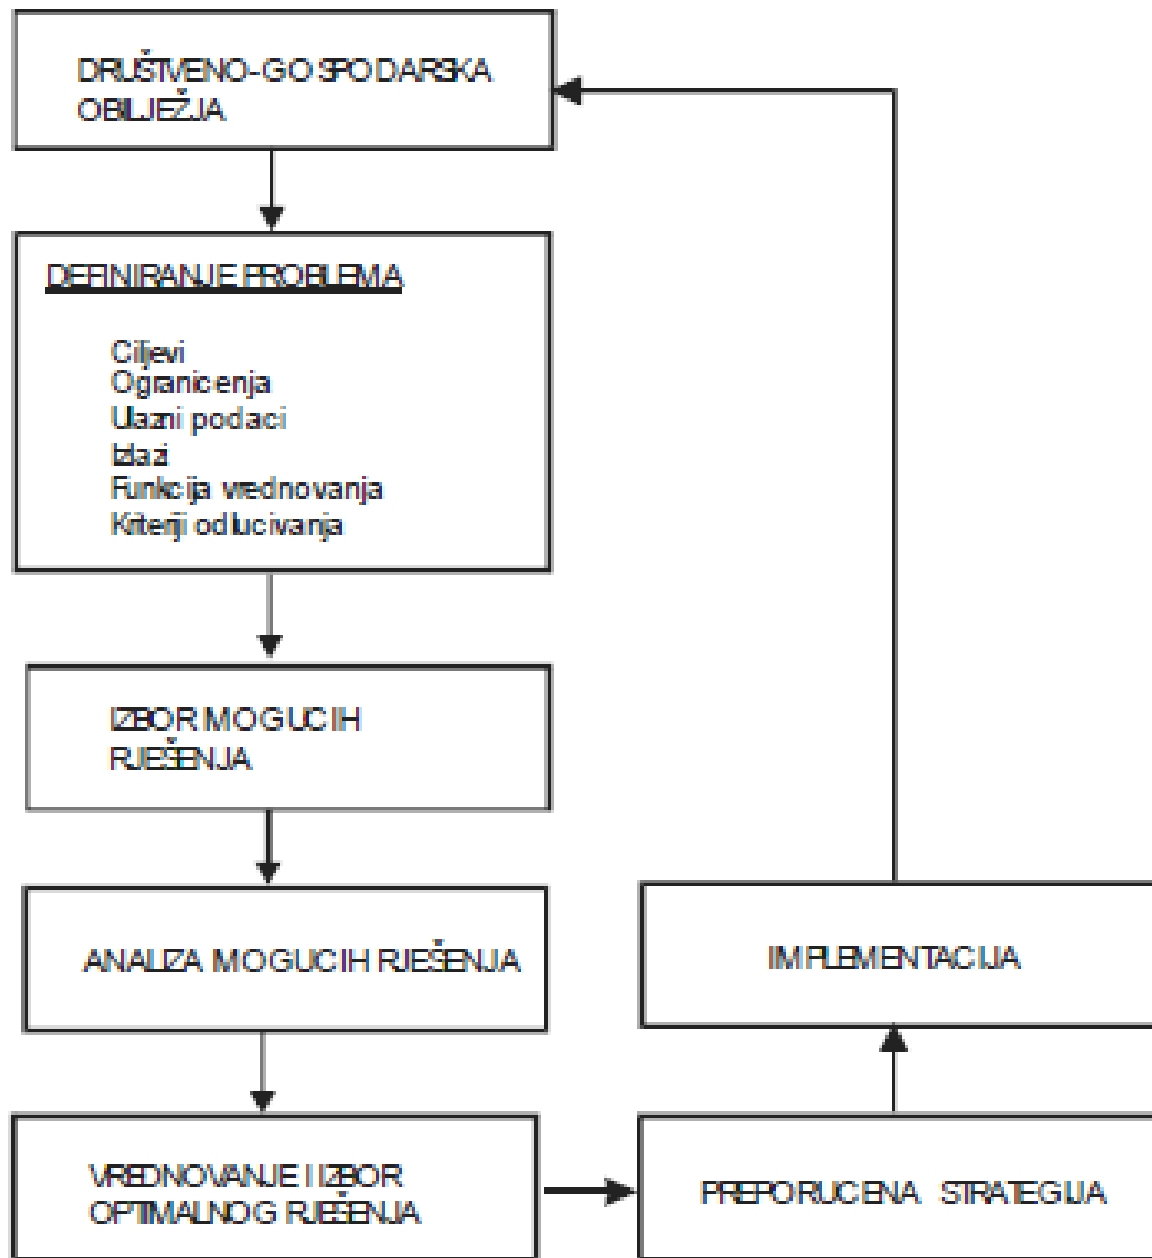 DRUŠTVENO-GOSPODARSKA
OBILJEŽJA
DEFINIRANJE PROBLEMA
Ciljevi
Ogranicenja
Ulazni podaci
Izlazi
Funkcija vrednovanja
Kriteriji odlucivanja
IZBOR MOGUCIH
RJEŠENJA
ANALIZA MOGUCIH RJEŠENJA
VREDNOVANJE I IZBOR
OPTIMALNOG RJEŠENJA
PREPORUCENA STRATEGIJA
IMPLEMENTACIJA